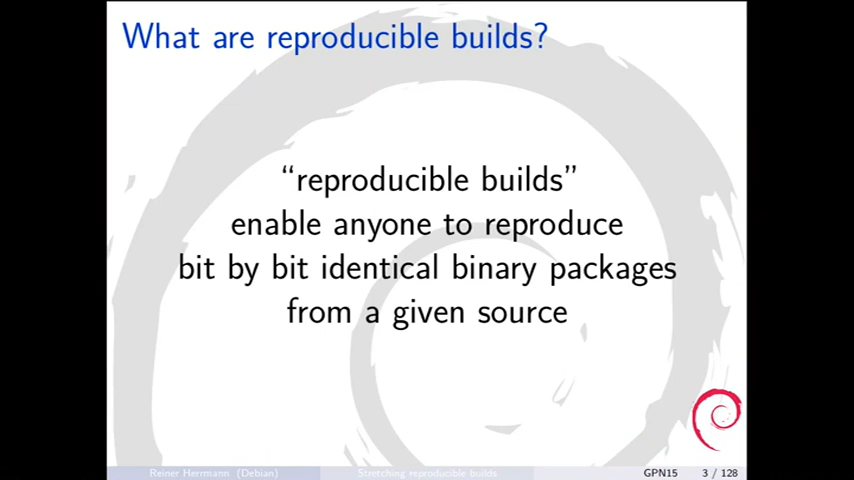 What are reproducible builds?
“reproducible builds”
enable anyone to reproduce
bit by bit identical binary packages
from a given source
Reiner Herrmann (Debian)
Stretching reproducible builds
GPN15
3 / 128